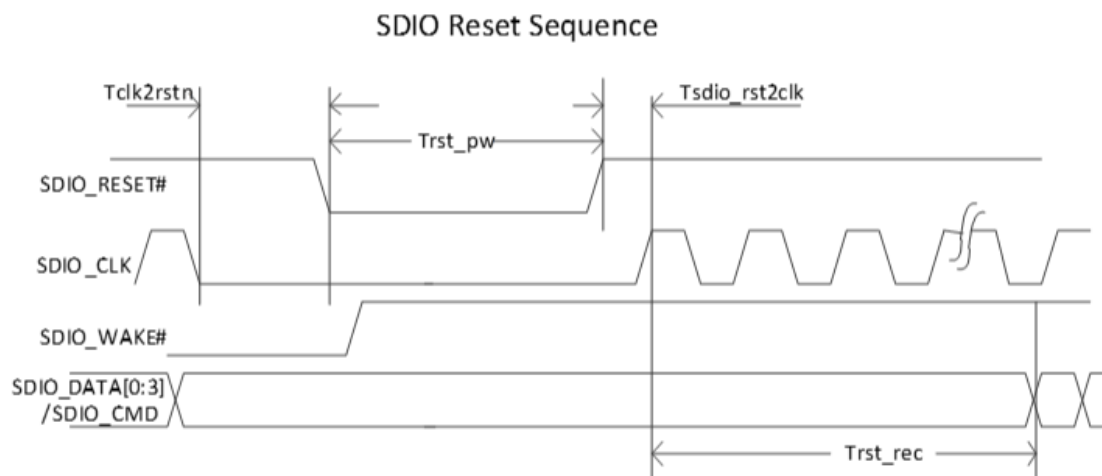 SDIO Reset Sequence
Tclk2rstn
Tsdio_rst2clk
Trst_pw
SDIO_RESET#
SDIO_CLK
SDIO_WAKE#
SDIO_DATA[0:3]
/SDIO_CMD
Trst_rec